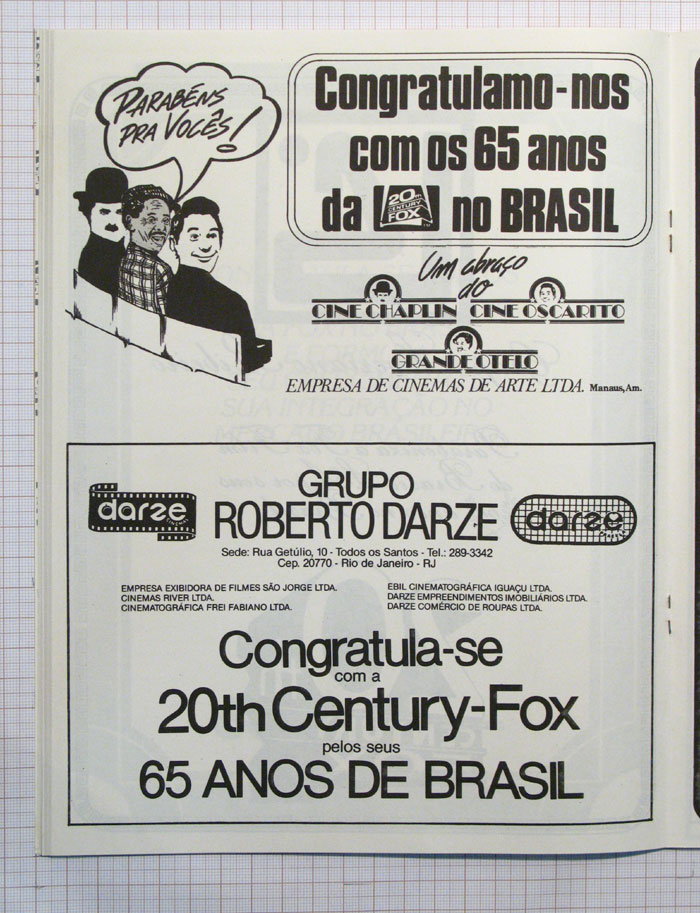 PARABÉNS
PRA VOCÊS!
Congratulamo-nos
com os 65 anos
da 20th CENTURY FOX no BRASIL
Um abraço
do
CINE CHAPLIN CINE OSCARITO
GRANDE OTELO
EMPRESA DE CINEMAS DE ARTE LTDA. Manaus, Am.
darze CINEMAS
GRUPO
ROBERTO DARZE
darze
Sede: Rua Getúlio, 10 - Todos os Santos - Tel.: 289-3342
Cep. 20770 - Rio de Janeiro - RJ
EMPRESA EXIBIDORA DE FILMES SÃO JORGE LTDA.
CINEMAS RIVER LTDA.
CINEMATOGRÁFICA FREI FABIANO LTDA.
EBIL CINEMATOGRÁFICA IGUAÇU LTDA.
DARZE EMPREENDIMENTOS IMOBILIÁRIOS LTDA.
DARZE COMÉRCIO DE ROUPAS LTDA.
Congratula-se
com a
20th Century-Fox
pelos seus
65 ANOS DE BRASIL